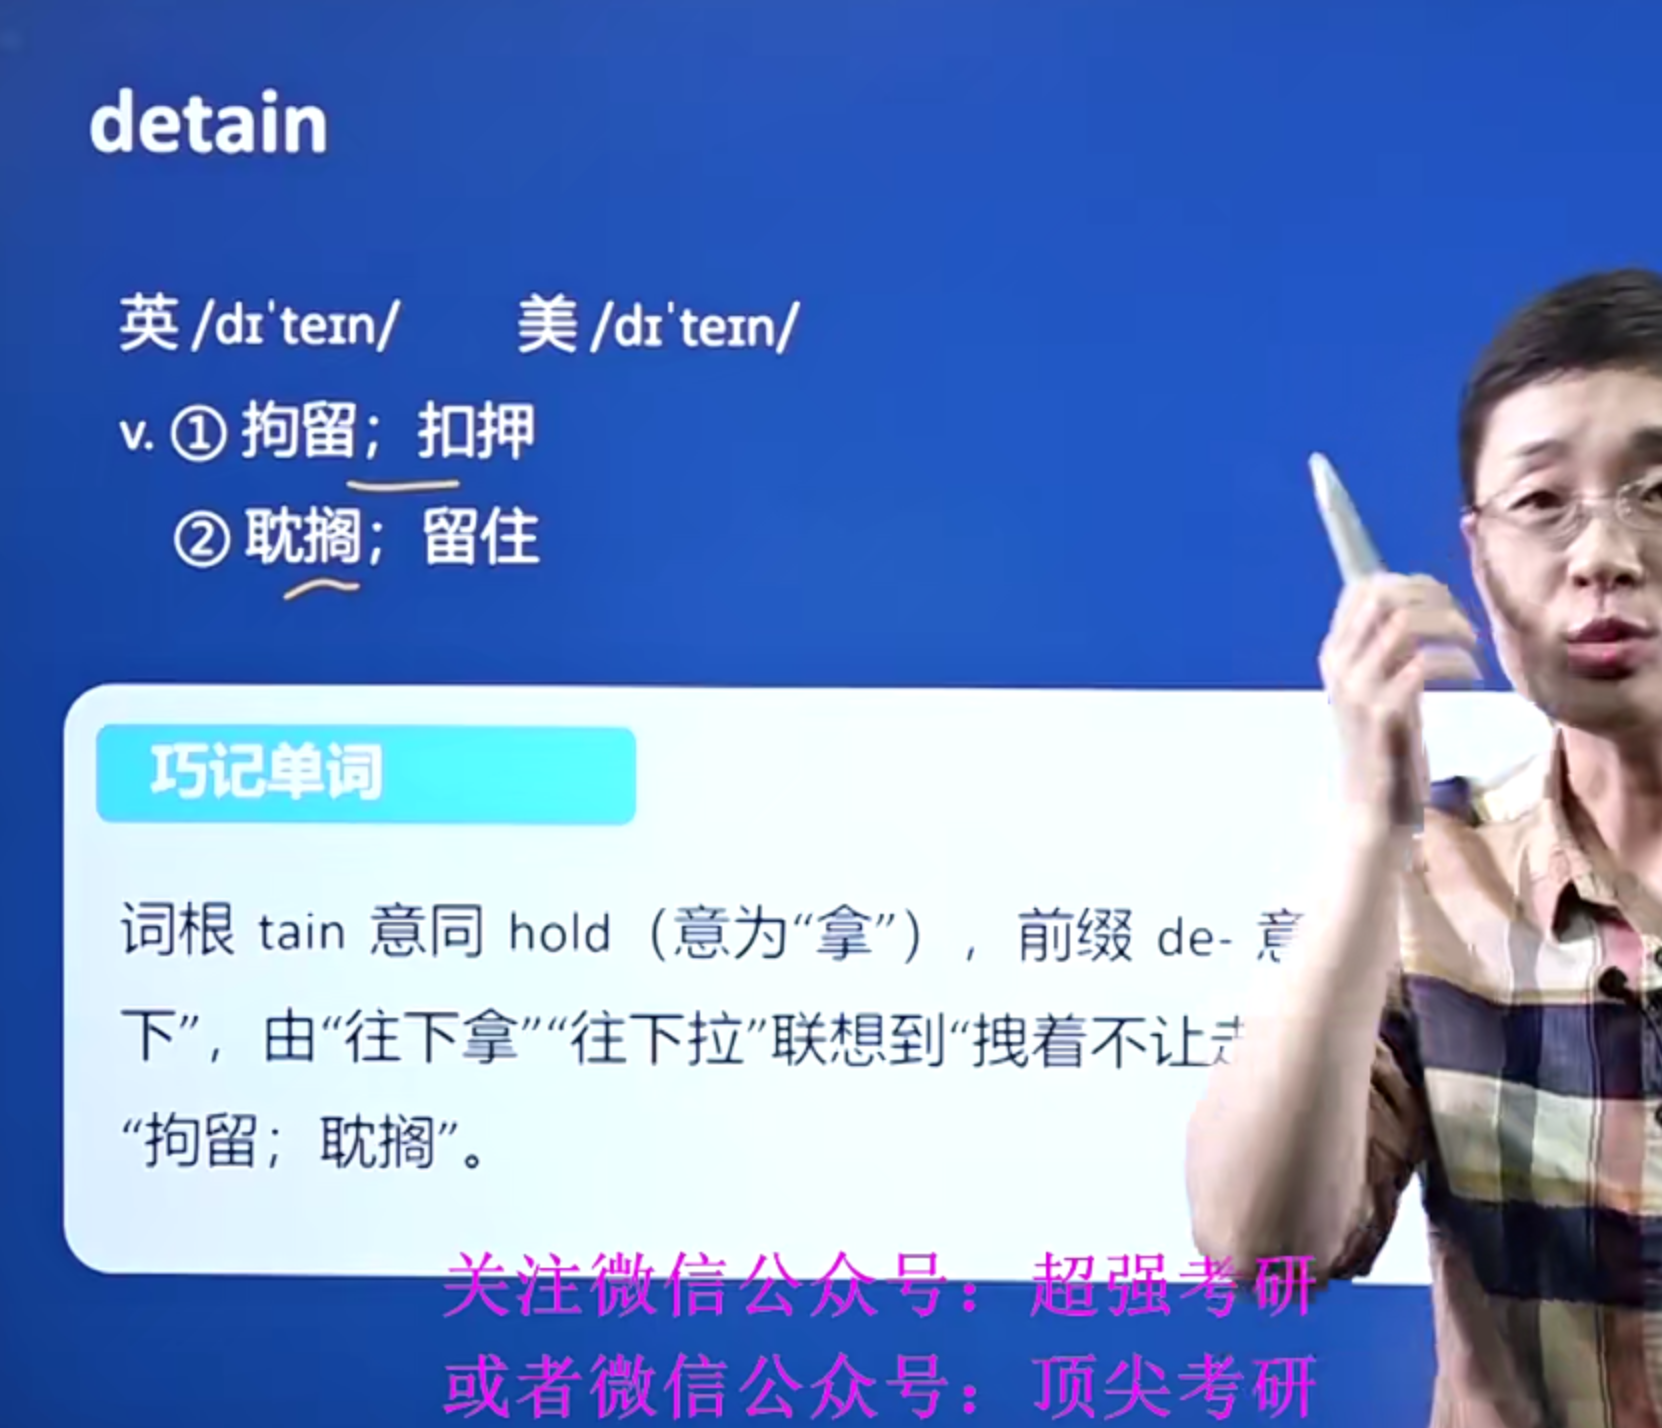 detain
英 /dɪˈteɪn/ 美 /dɪˈteɪn/
v. ① 拘留；扣押
② 耽搁；留住
巧记单词
词根 tain 意同 hold（意为“拿”），前缀 de- 意
下”，由“往下拿”“往下拉”联想到“拽着不让走
“拘留；耽搁”。
关注微信公众号：超强考研
或者微信公众号：顶尖考研